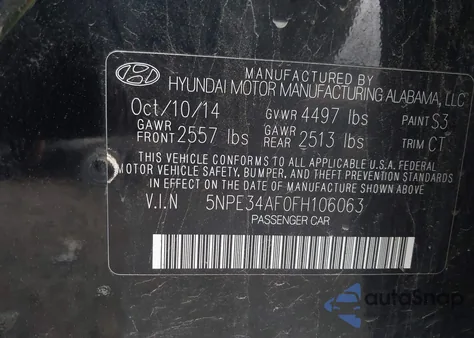 MANUFACTURED BY
HYUNDAI MOTOR MANUFACTURING ALABAMA, LLC
Oct/10/14 GVWR 4497 lbs PAINT S3
GAWR FRONT 2557 lbs GAWR REAR 2513 lbs TRIM CT
THIS VEHICLE CONFORMS TO ALL APPLICABLE U.S.A. FEDERAL
MOTOR VEHICLE SAFETY, BUMPER, AND THEFT PREVENTION STANDARDS
IN EFFECT ON THE DATE OF MANUFACTURE SHOWN ABOVE
V.I.N 5NPE34AF0FH106063
PASSENGER CAR
autoSnap